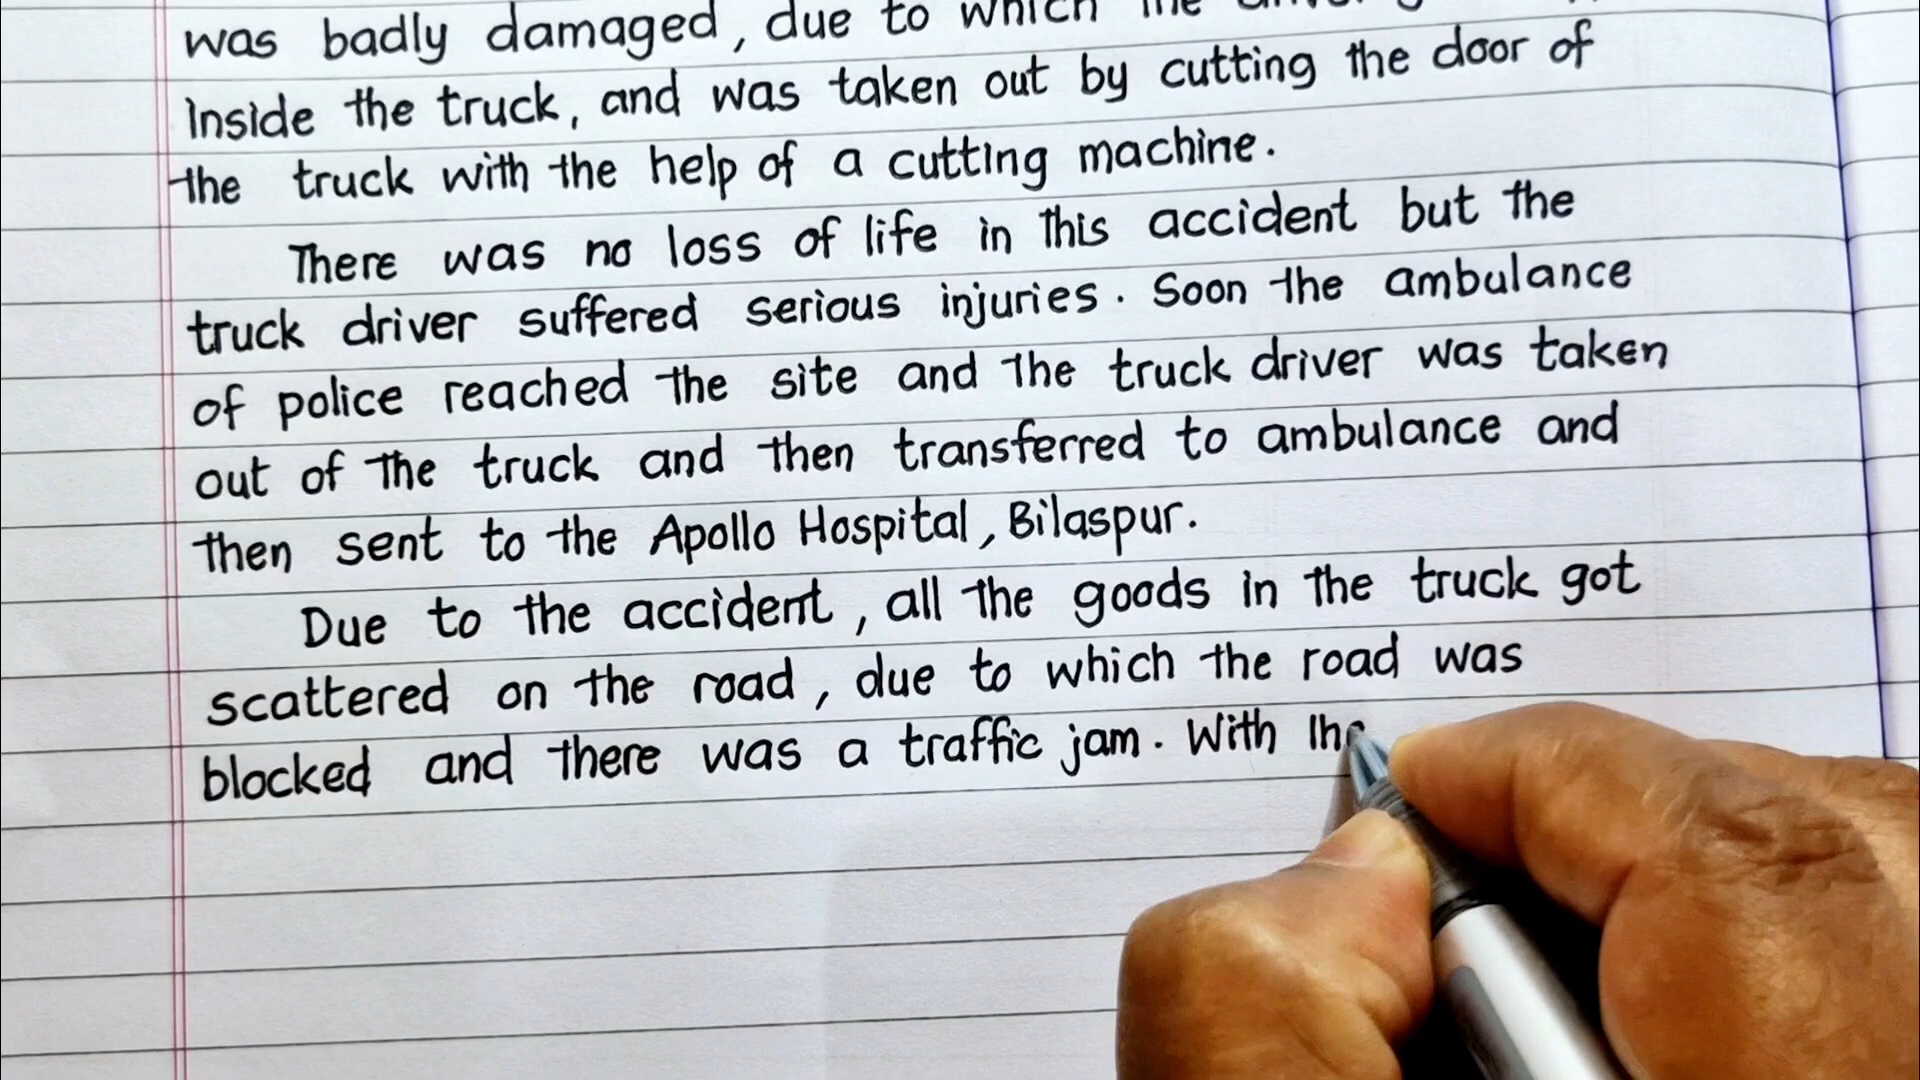 was badly damaged, due to which the driver
inside the truck, and was taken out by cutting the door of
the truck with the help of a cutting machine.
There was no loss of life in this accident but the
truck driver suffered serious injuries. Soon the ambulance
of police reached the site and the truck driver was taken
out of the truck and then transferred to ambulance and
then sent to the Apollo Hospital, Bilaspur.
Due to the accident, all the goods in the truck got
scattered on the road, due to which the road was
blocked and there was a traffic jam. With the